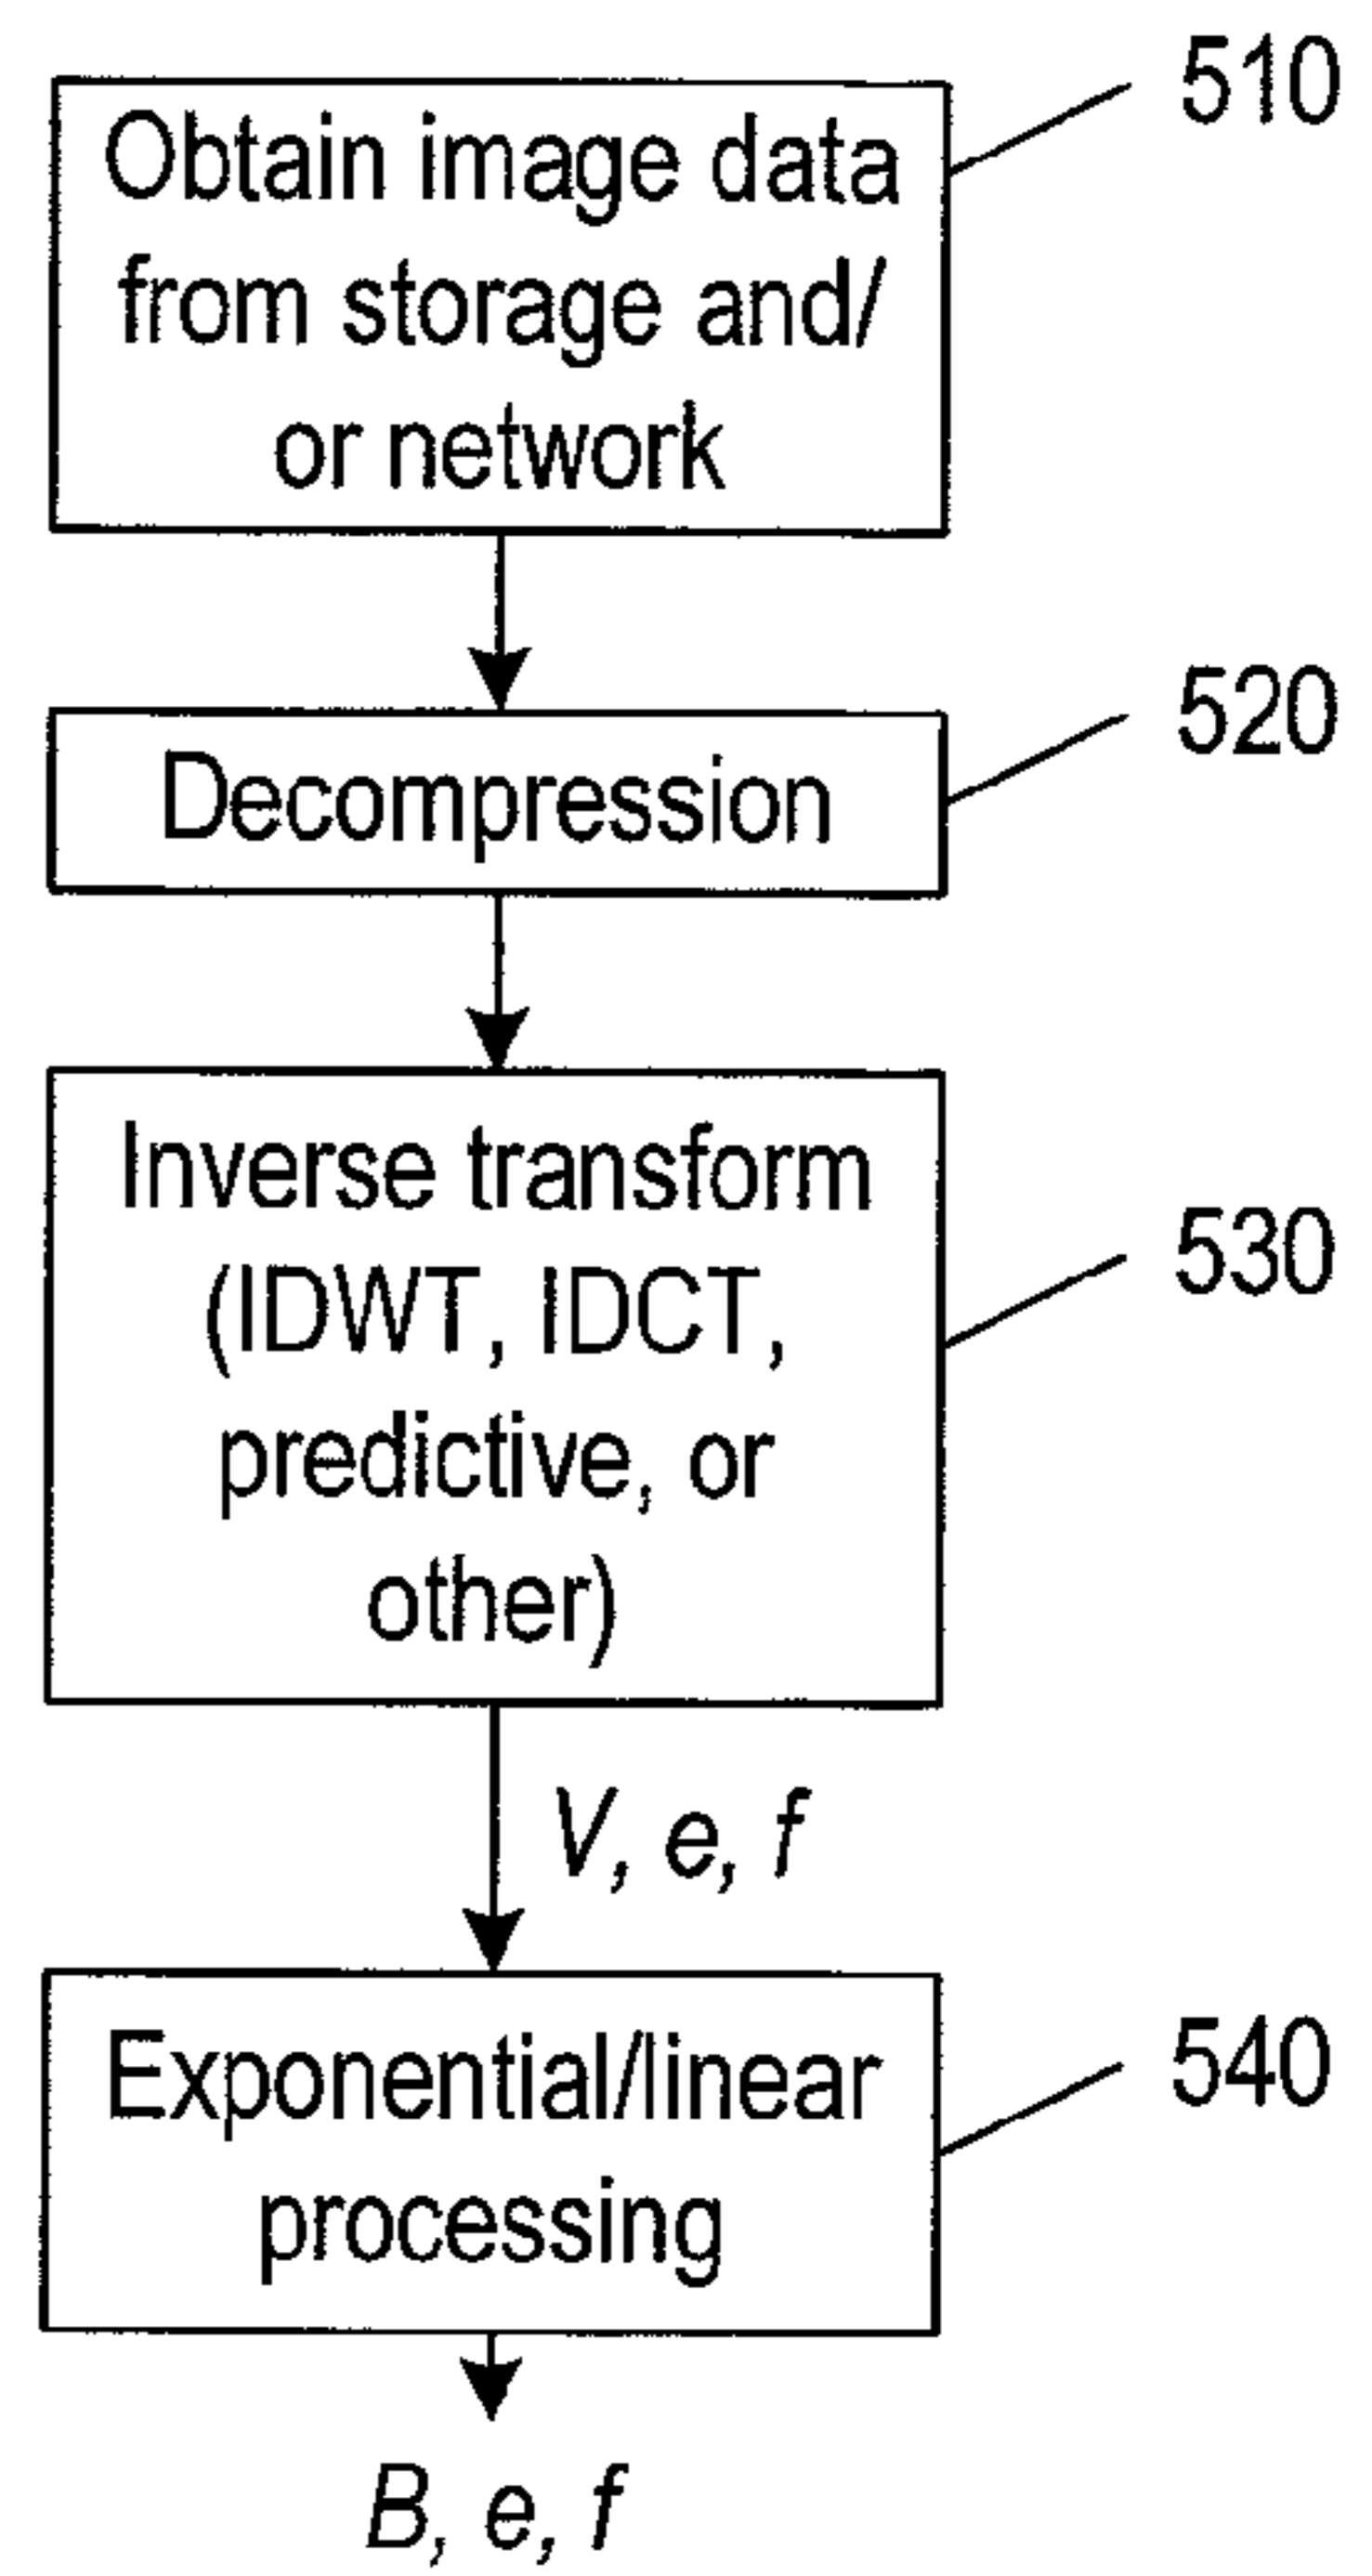 510
Obtain image data
from storage and/
or network
520
Decompression
Inverse transform
530
(IDWT, IDCT,
predictive, or
other)
V, e, f
Exponential/linear
540
processing
B, e, f